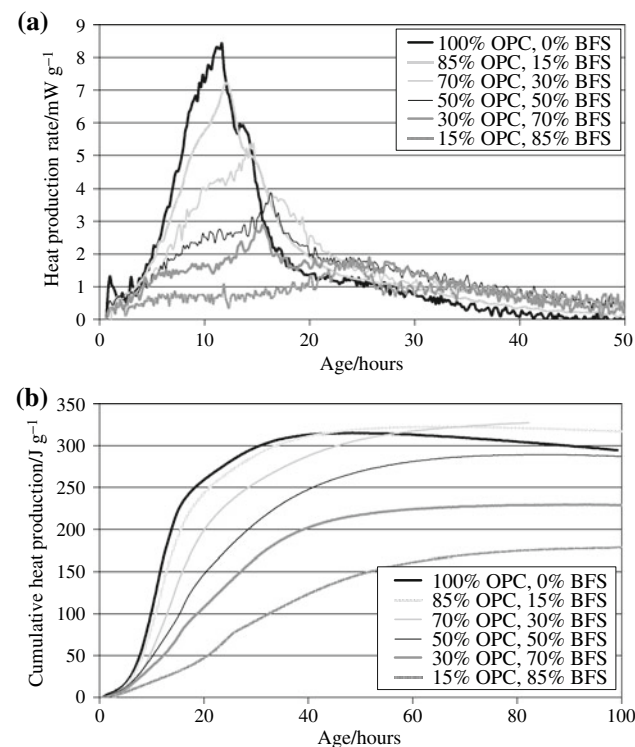 (a)
9
8
7
6
5
4
3
2
1
0
Heat production rate/mW g⁻¹
100% OPC, 0% BFS
85% OPC, 15% BFS
70% OPC, 30% BFS
50% OPC, 50% BFS
30% OPC, 70% BFS
15% OPC, 85% BFS
0 10 20 30 40 50
Age/hours
(b)
350
300
250
200
150
100
50
0
Cumulative heat production/J g⁻¹
100% OPC, 0% BFS
85% OPC, 15% BFS
70% OPC, 30% BFS
50% OPC, 50% BFS
30% OPC, 70% BFS
15% OPC, 85% BFS
0 20 40 60 80 100
Age/hours